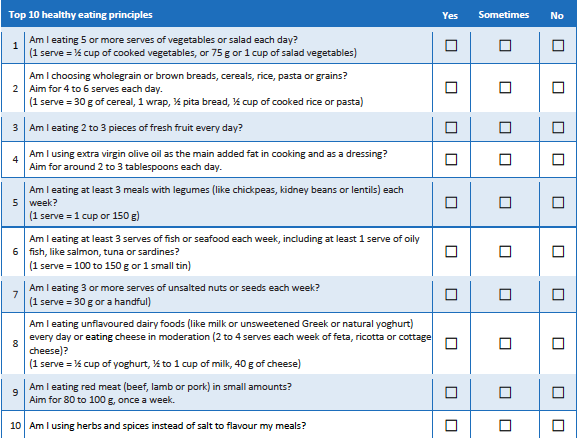 Top 10 healthy eating principles Yes Sometimes No
1 Am I eating 5 or more serves of vegetables or salad each day?
(1 serve = ½ cup of cooked vegetables, or 75 g or 1 cup of salad vegetables)
2 Am I choosing wholegrain or brown breads, cereals, rice, pasta or grains?
Aim for 4 to 6 serves each day.
(1 serve = 30 g of cereal, 1 wrap, ½ pita bread, ½ cup of cooked rice or pasta)
3 Am I eating 2 to 3 pieces of fresh fruit every day?
4 Am I using extra virgin olive oil as the main added fat in cooking and as a dressing?
Aim for around 2 to 3 tablespoons each day.
5 Am I eating at least 3 meals with legumes (like chickpeas, kidney beans or lentils) each
week?
(1 serve = 1 cup or 150 g)
6 Am I eating at least 3 serves of fish or seafood each week, including at least 1 serve of oily
fish, like salmon, tuna or sardines?
(1 serve = 100 to 150 g or 1 small tin)
7 Am I eating 3 or more serves of unsalted nuts or seeds each week?
(1 serve = 30 g or a handful)
8 Am I eating unflavoured dairy foods (like milk or unsweetened Greek or natural yoghurt)
every day or eating cheese in moderation (2 to 4 serves each week of feta, ricotta or cottage
cheese)?
(1 serve = ½ cup of yoghurt, ½ to 1 cup of milk, 40 g of cheese)
9 Am I eating red meat (beef, lamb or pork) in small amounts?
Aim for 80 to 100 g, once a week.
10 Am I using herbs and spices instead of salt to flavour my meals?